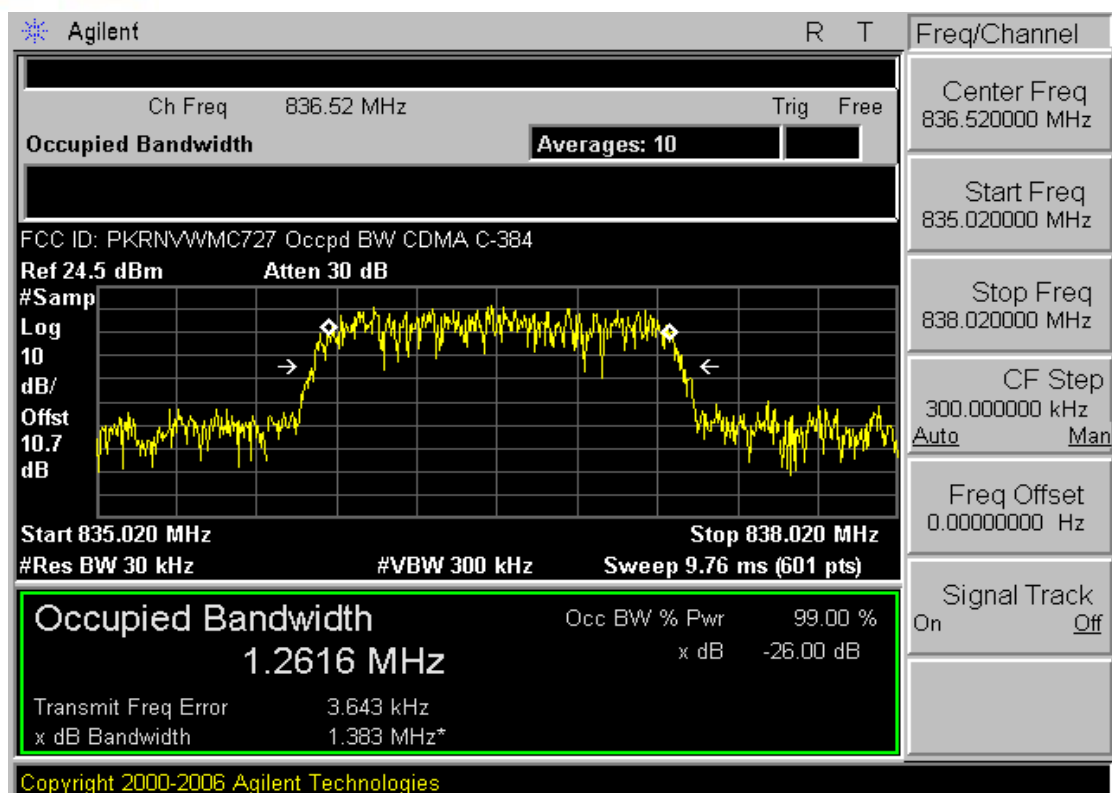 Agilent R T
Ch Freq 836.52 MHz Trig Free
Occupied Bandwidth Averages: 10
FCC ID: PKRNVWMC727 Occpd BW CDMA C-384
Ref 24.5 dBm Atten 30 dB
#Samp
Log
10
dB/
Offst
10.7
dB
Start 835.020 MHz Stop 838.020 MHz
#Res BW 30 kHz #VBW 300 kHz Sweep 9.76 ms (601 pts)
Occupied Bandwidth Occ BW % Pwr 99.00 %
1.2616 MHz x dB -26.00 dB
Transmit Freq Error 3.643 kHz
x dB Bandwidth 1.383 MHz*
Copyright 2000-2006 Agilent Technologies
Freq/Channel
Center Freq
836.520000 MHz
Start Freq
835.020000 MHz
Stop Freq
838.020000 MHz
CF Step
300.000000 kHz
Auto Man
Freq Offset
0.00000000 Hz
Signal Track
On Off